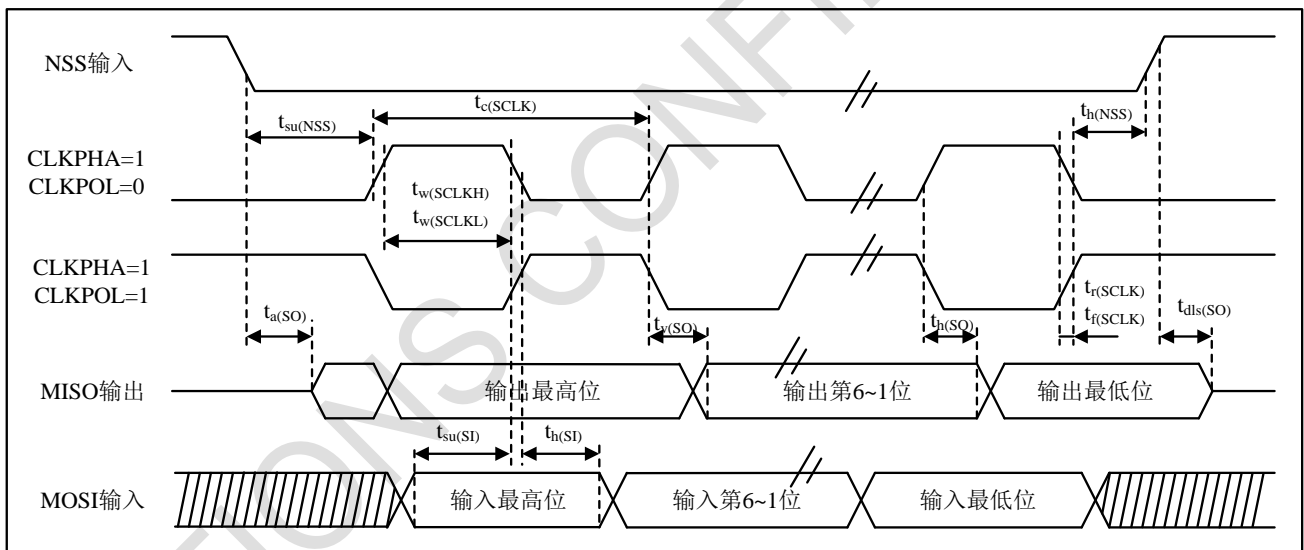 NSS输入
t_c(SCLK)
t_su(NSS)
t_h(NSS)
CLKPHA=1
CLKPOL=0
t_w(SCLKH)
t_w(SCLKL)
CLKPHA=1
CLKPOL=1
t_r(SCLK)
t_f(SCLK)
t_a(SO)
t_v(SO)
t_h(SO)
t_dls(SO)
MISO输出
输出最高位
输出第6~1位
输出最低位
t_su(SI)
t_h(SI)
MOSI输入
输入最高位
输入第6~1位
输入最低位